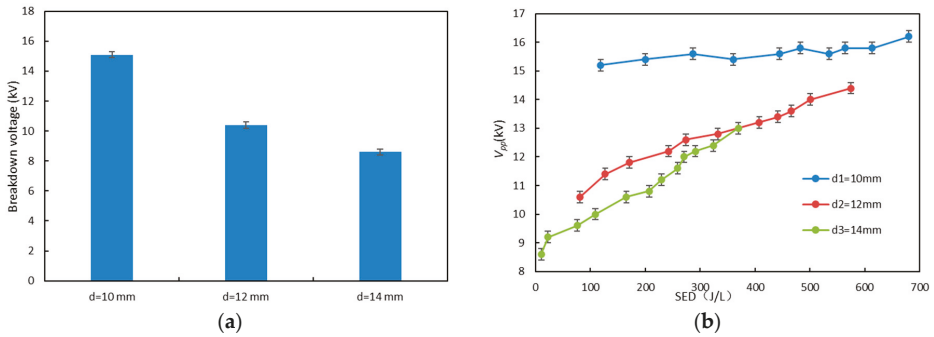 (a)
Breakdown voltage (kV)
18
16
14
12
10
8
6
4
2
0
d=10 mm
d=12 mm
d=14 mm
(b)
Vpp(kV)
17
16
15
14
13
12
11
10
9
8
0
100
200
300
400
500
600
700
SED（J/L）
d1=10mm
d2=12mm
d3=14mm